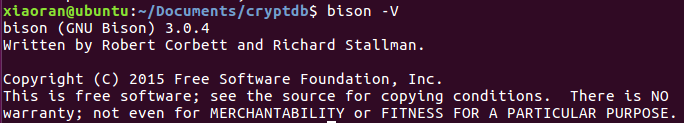 xiaoran@ubuntu:~/Documents/cryptdb$ bison -V
bison (GNU Bison) 3.0.4
Written by Robert Corbett and Richard Stallman.

Copyright (C) 2015 Free Software Foundation, Inc.
This is free software; see the source for copying conditions.  There is NO
warranty; not even for MERCHANTABILITY or FITNESS FOR A PARTICULAR PURPOSE.